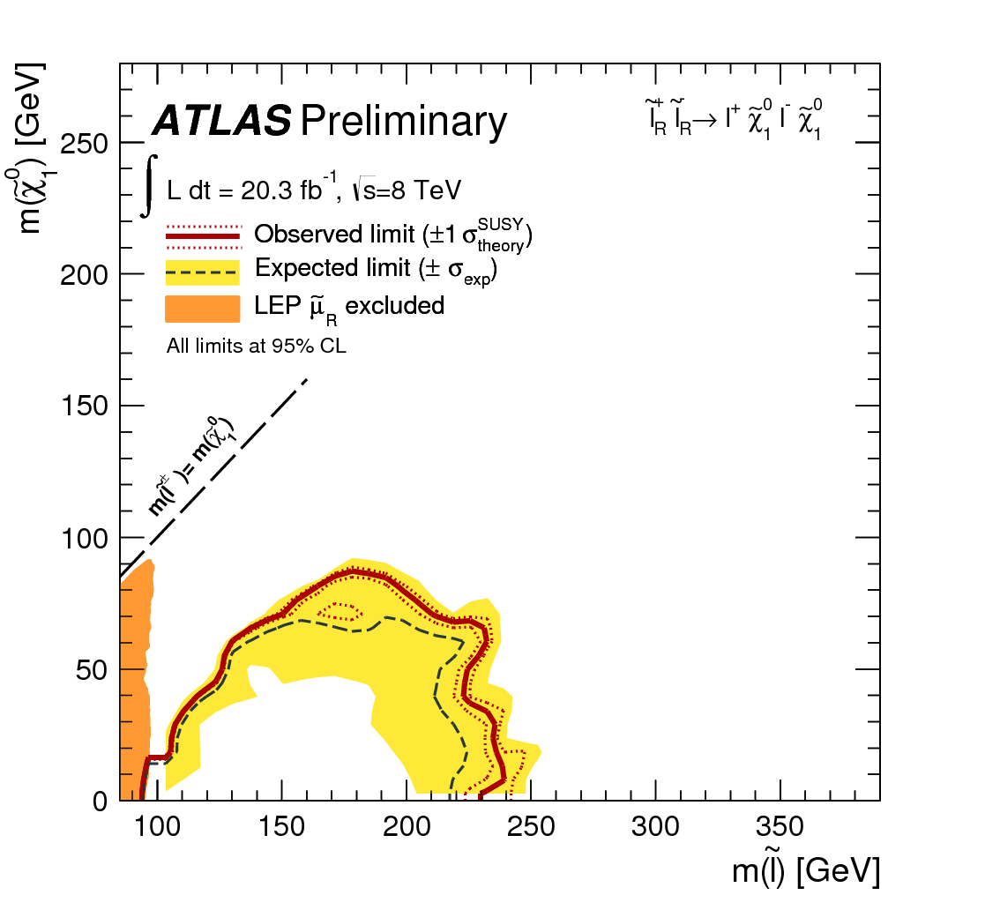 ATLAS Preliminary
l̃⁺_R l̃⁻_R → l⁺ χ̃⁰₁ l⁻ χ̃⁰₁
∫ L dt = 20.3 fb⁻¹, √s=8 TeV
Observed limit (±1 σ^SUSY_theory)
Expected limit (± σ_exp)
LEP μ̃_R excluded
All limits at 95% CL
m(l̃^±)= m(χ̃⁰₁)
m(χ̃⁰₁) [GeV]
250
200
150
100
50
0
100 150 200 250 300 350
m(l̃) [GeV]